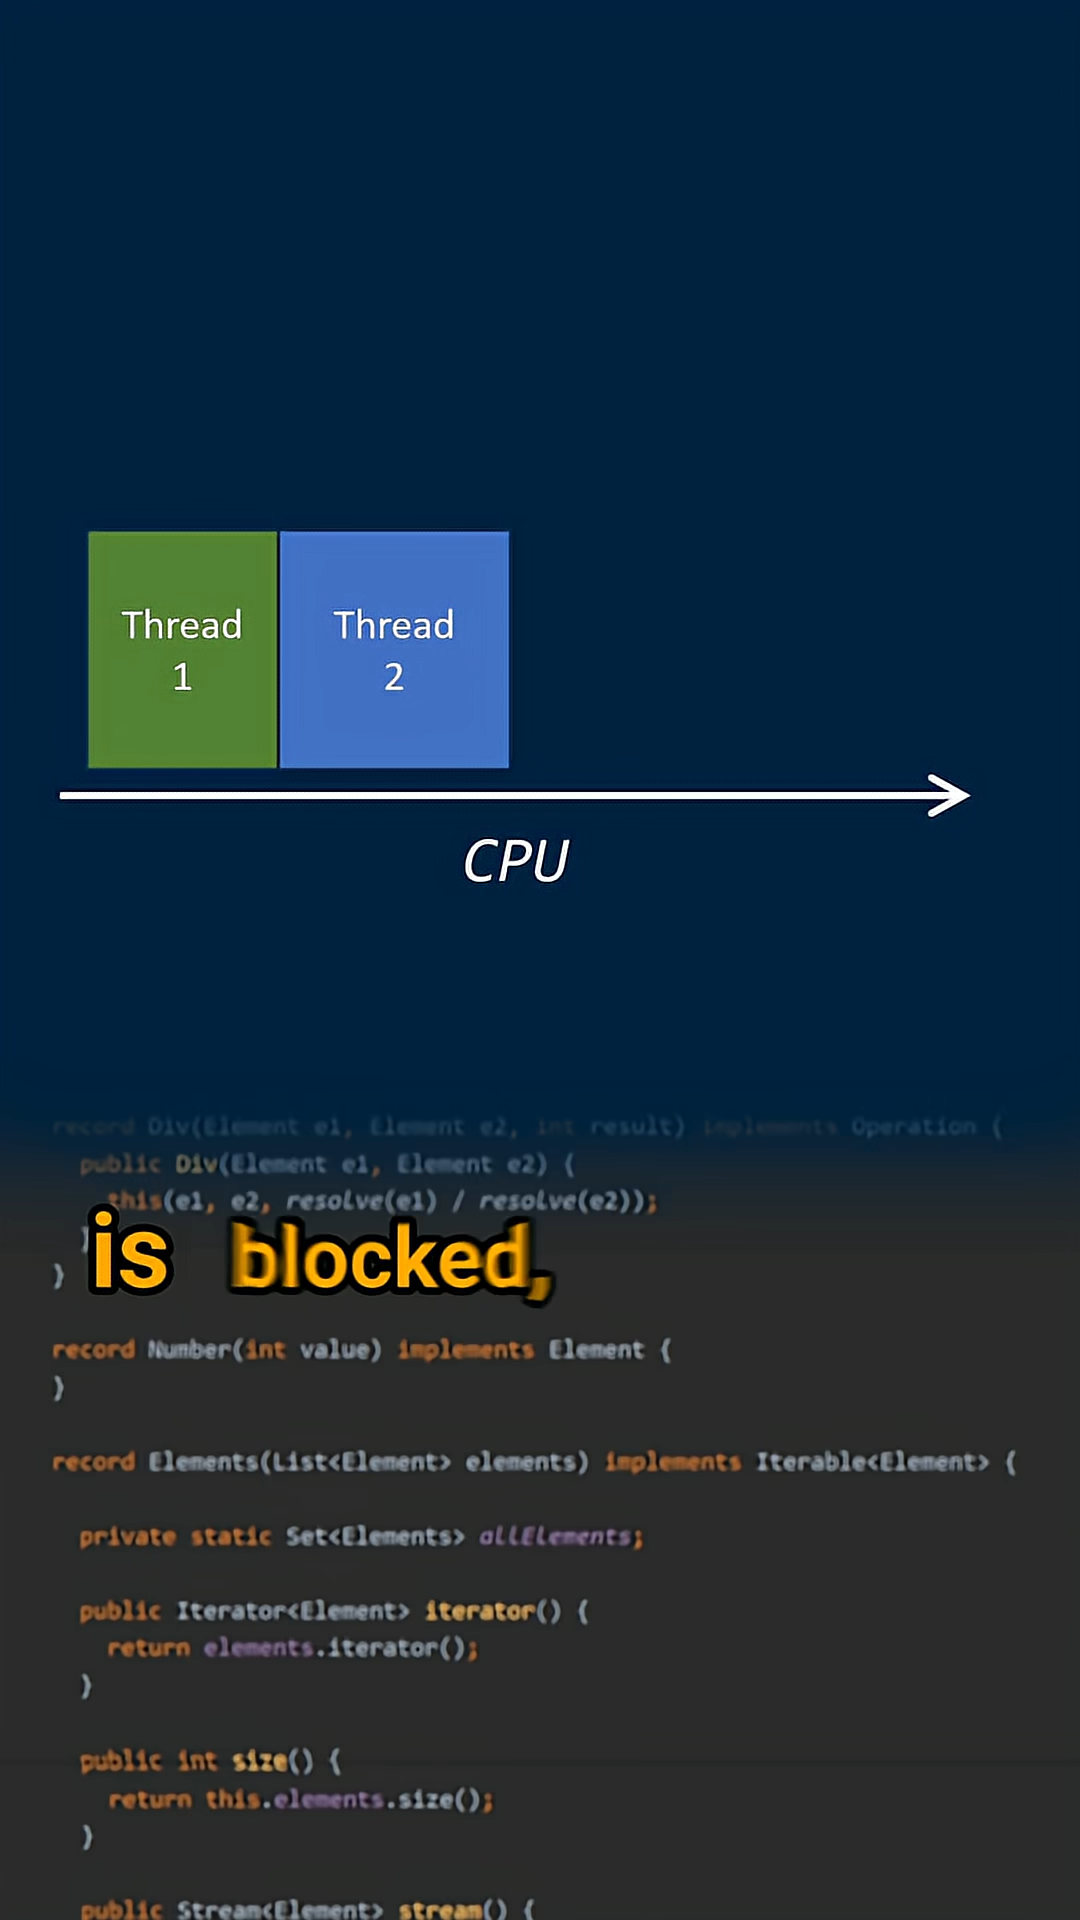 Thread
1
Thread
2
CPU
record Div(Element e1, Element e2, int result) implements Operation {
public Div(Element e1, Element e2) {
this(e1, e2, resolve(e1) / resolve(e2));
}
}
is blocked,
record Number(int value) implements Element {
}
record Elements(List<Element> elements) implements Iterable<Element> {
private static Set<Elements> allElements;
public Iterator<Element> iterator() {
return elements.iterator();
}
public int size() {
return this.elements.size();
}
public Stream<Element> stream() {